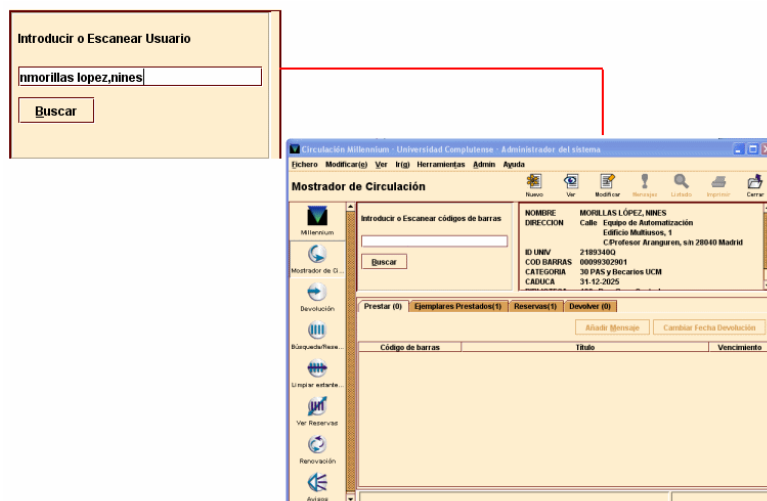 Introducir o Escanear Usuario
nmorillas lopez,nines
Buscar
Circulación Millennium - Universidad Complutense - Administrador del sistema
Fichero Modificar(e) Ver Ir(g) Herramientas Admin Ayuda
Mostrador de Circulación
Nuevo Ver Modificar Mensajes Listado Imprimir Cerrar
Millennium
Mostrador de C...
Devolución
Búsqueda/Rese...
Limpiar estante...
Ver Reservas
Renovación
Avisos
Introducir o Escanear códigos de barras
Buscar
NOMBRE MORILLAS LÓPEZ, NINES
DIRECCION Calle Equipo de Automatización
Edificio Multiusos, 1
C/Profesor Aranguren, s/n 28040 Madrid
ID UNIV 2189340Q
COD BARRAS 00099302901
CATEGORIA 30 PAS y Becarios UCM
CADUCA 31-12-2025
Prestar (0) Ejemplares Prestados(1) Reservas(1) Devolver (0)
Añadir Mensaje Cambiar Fecha Devolución
Código de barras Título Vencimiento